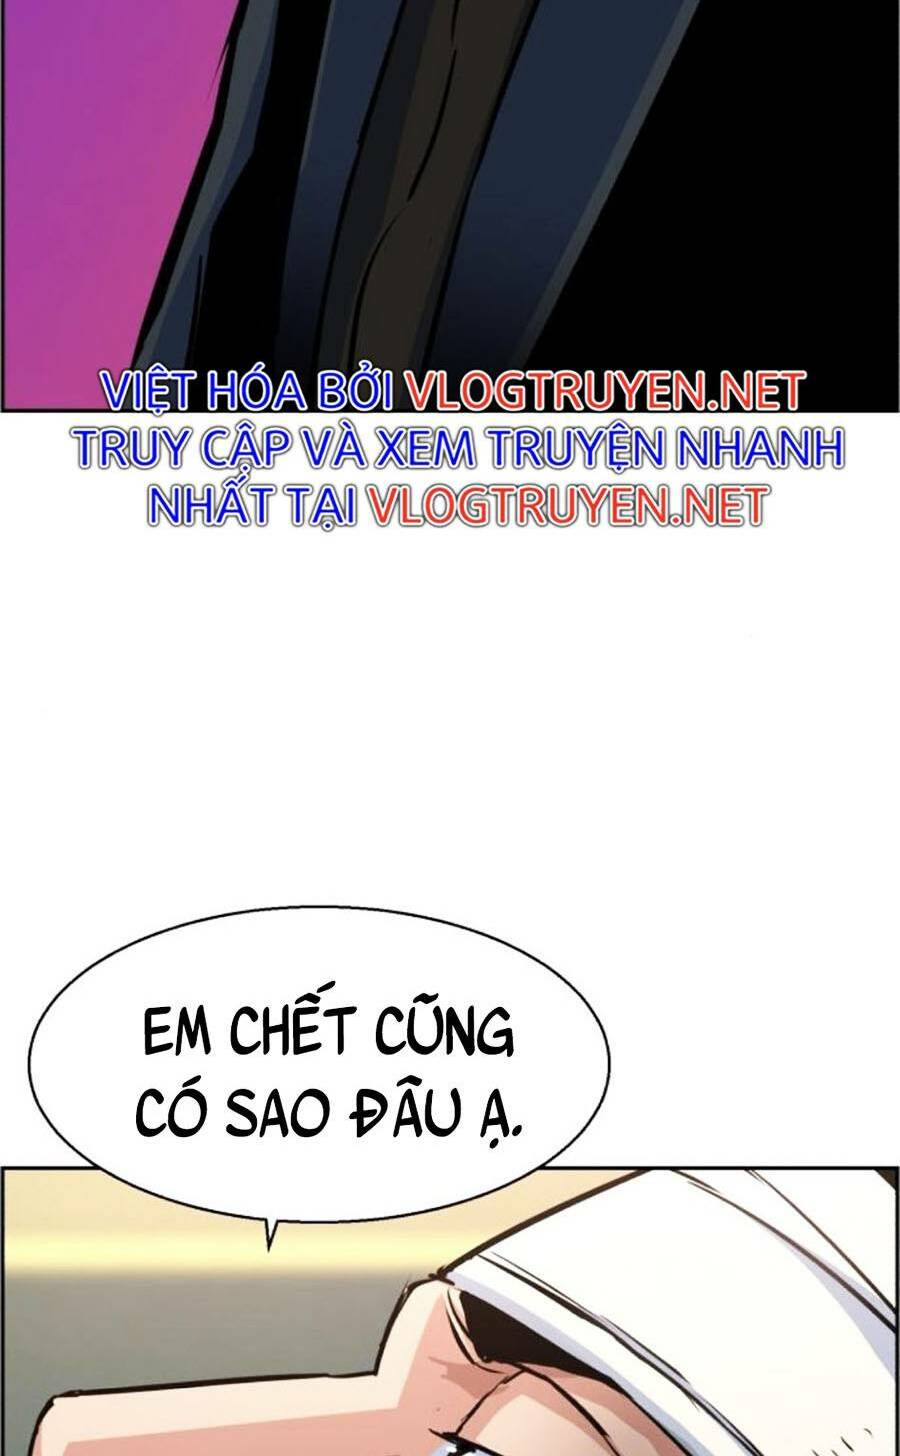 VIỆT HÓA BỞI VLOGTRUYEN.NET
TRUY CẬP VÀ XEM TRUYỆN NHANH
NHẤT TẠI VLOGTRUYEN.NET
EM CHẾT CŨNG
CÓ SAO ĐÂU Ạ.